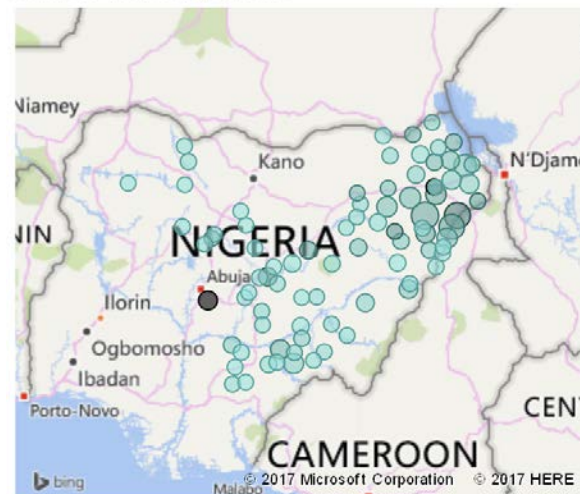 Niamey
Kano
N'Djame
NIN
NIGERIA
Abuja
Ilorin
Ogbomosho
Ibadan
Porto-Novo
CEN
CAMEROON
bing
Malabo
© 2017 Microsoft Corporation © 2017 HERE